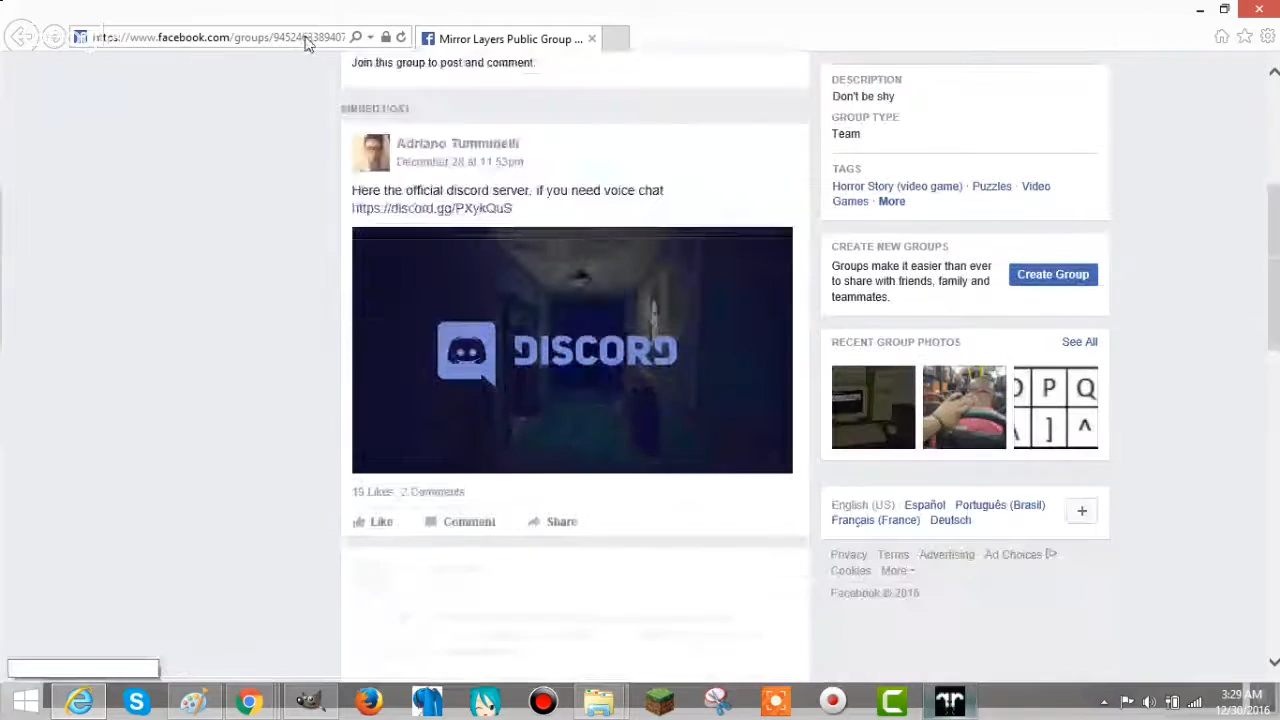 https://www.facebook.com/groups/
Mirror Layers Public Group ...
Join this group to post and comment.
Adriano Tumminelli
December 28 at 11:53pm
Here the official discord server. if you need voice chat
https://discord.gg/PXykQuS
DISCORD
Likes 2 Comments
Like Comment Share
DESCRIPTION
Don't be shy
GROUP TYPE
Team
TAGS
Horror Story (video game) · Puzzles · Video
Games · More
CREATE NEW GROUPS
Groups make it easier than ever
to share with friends, family and
teammates.
Create Group
RECENT GROUP PHOTOS See All
P Q
] ^
English (US) Español Português (Brasil)
Français (France) Deutsch
+
Privacy Terms Advertising Ad Choices
Cookies More
Facebook © 2016
3:29 AM
12/30/2016